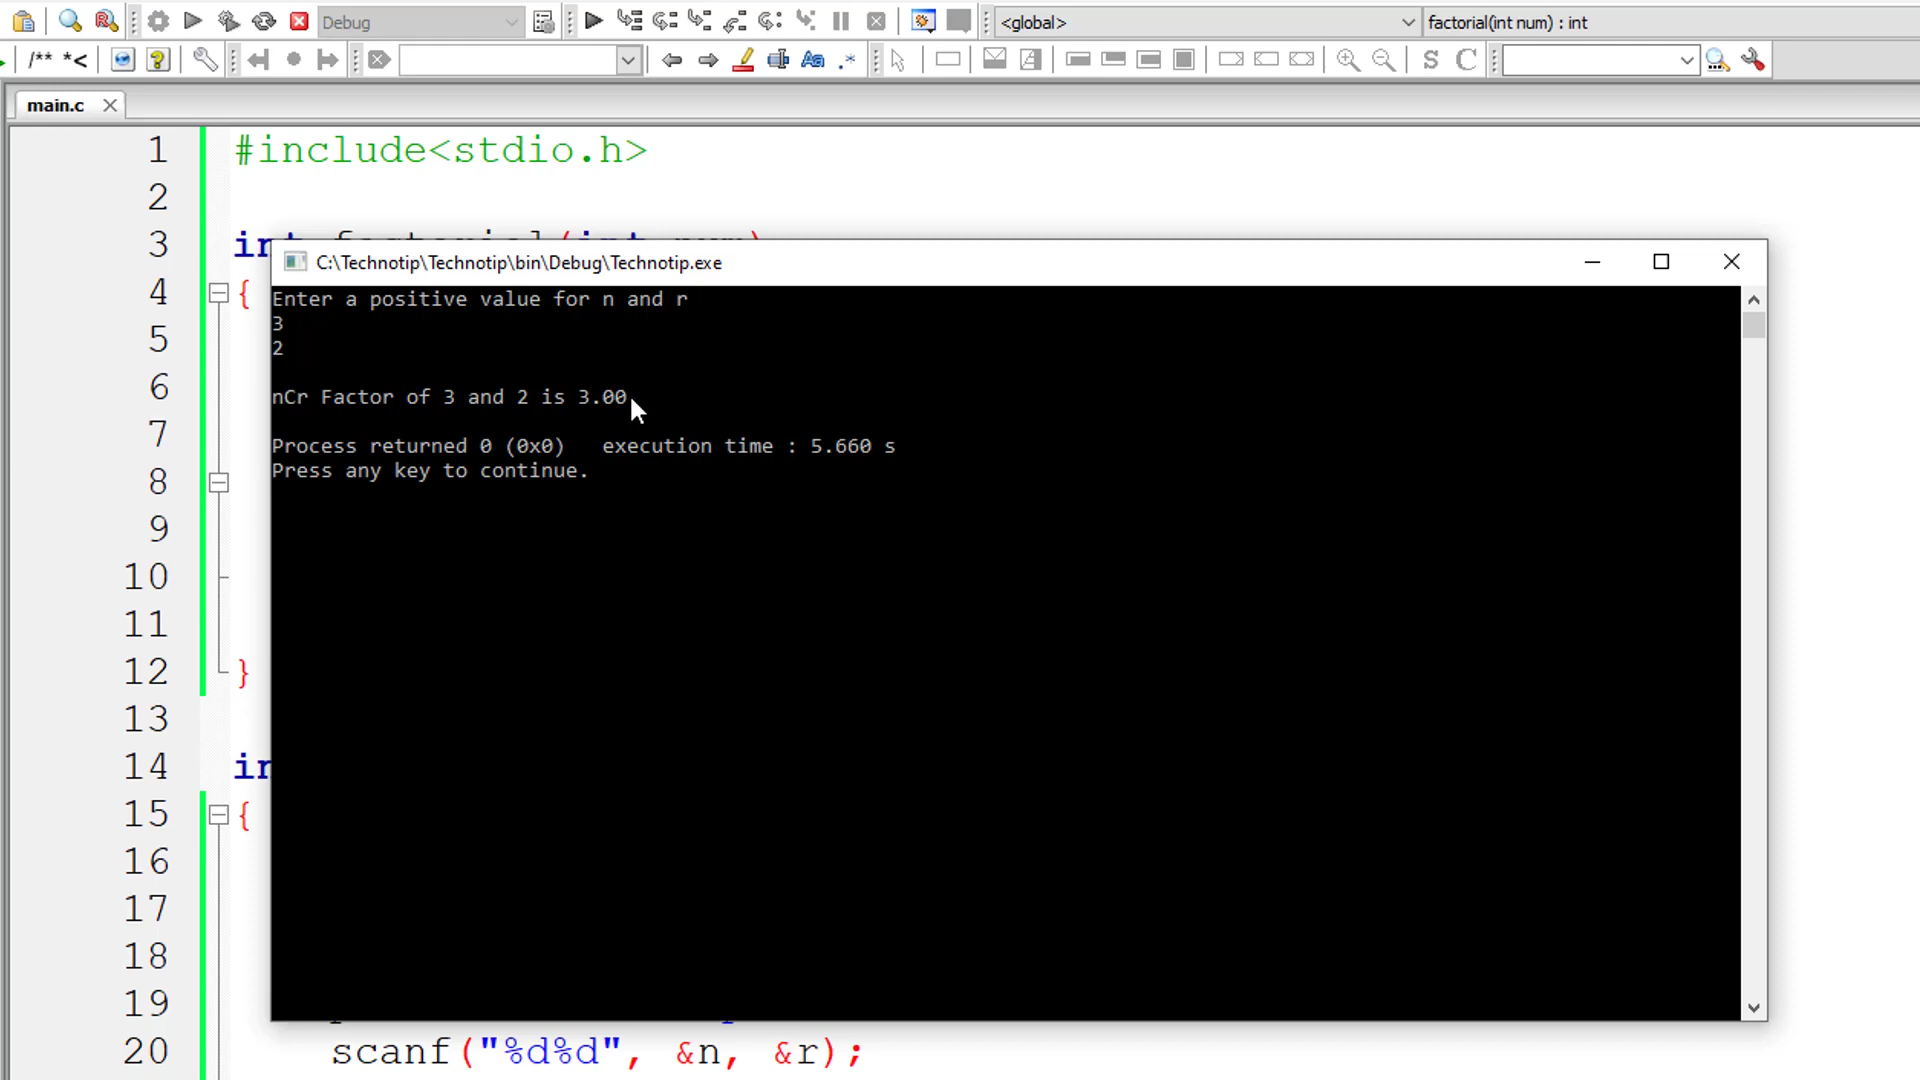 Debug
<global>
factorial(int num) : int
/** *<
Aa
.*
S C
main.c
1 #include<stdio.h>
2
3
C:\Technotip\Technotip\bin\Debug\Technotip.exe
4 {
Enter a positive value for n and r
3
5
2
6
nCr Factor of 3 and 2 is 3.00
7
Process returned 0 (0x0)   execution time : 5.660 s
Press any key to continue.
8
9
10
11
12 }
13
14
15 {
16
17
18
19
20 scanf("%d%d", &n, &r);